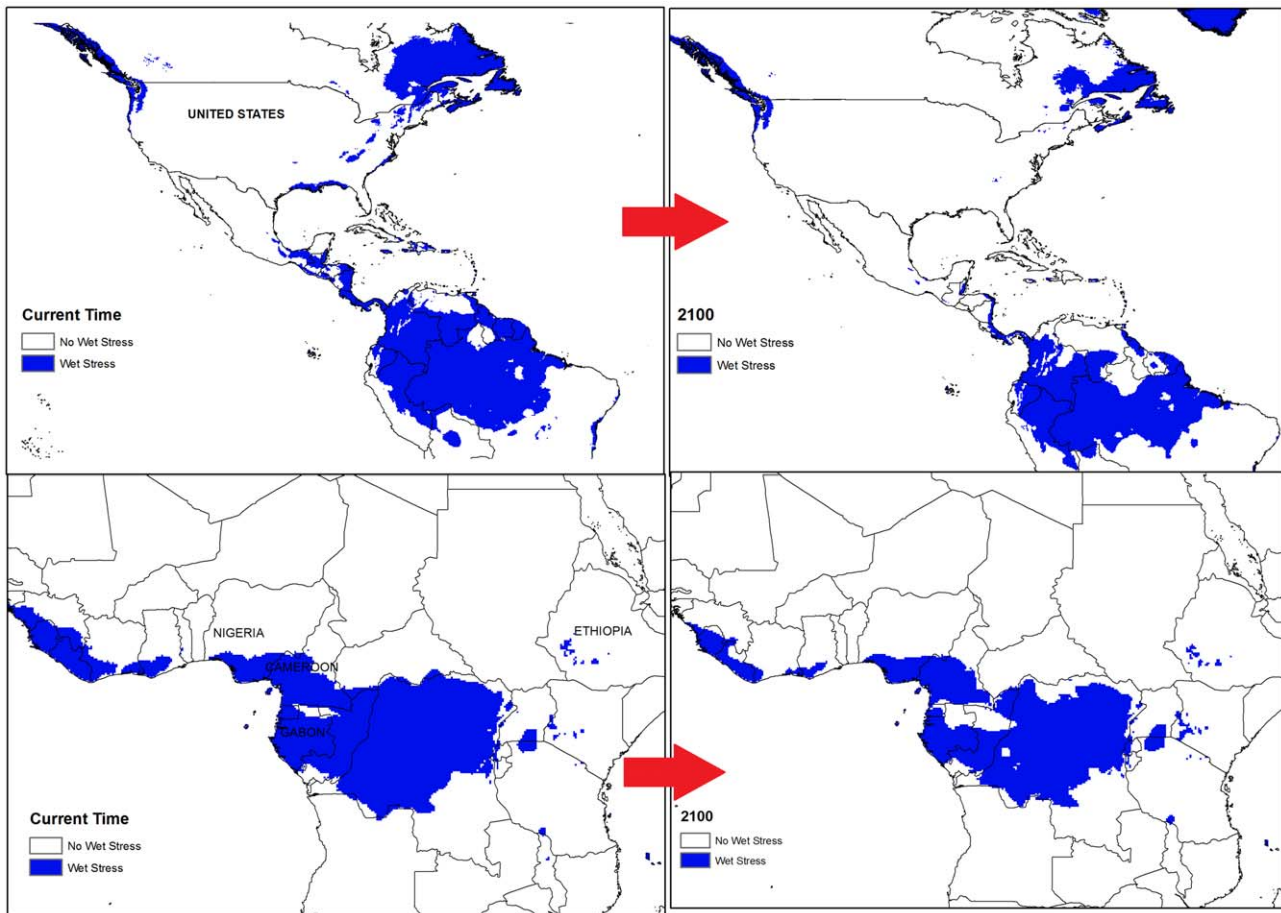 UNITED STATES
Current Time
No Wet Stress
Wet Stress
2100
No Wet Stress
Wet Stress
NIGERIA
ETHIOPIA
CAMEROON
GABON
Current Time
No Wet Stress
Wet Stress
2100
No Wet Stress
Wet Stress